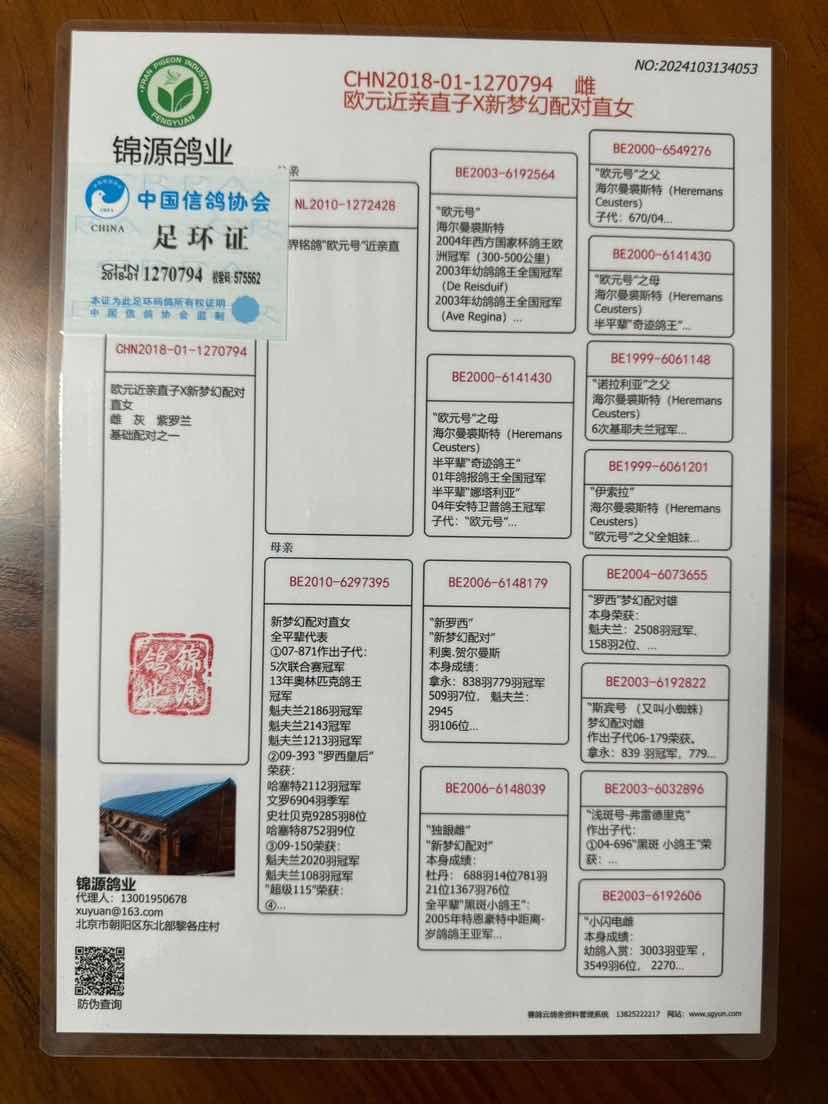 FRAN PIGEON INDUSTRY
FENGYUAN
锦源鸽业
CHN2018-01-1270794 雌
欧元近亲直子X新梦幻配对直女
NO:2024103134053
中国信鸽协会
CHINA
足环证
CHN
2018-01 1270794 575562
本证为此足环码鸽所有权证明
中国信鸽协会监制
CHN2018-01-1270794
欧元近亲直子X新梦幻配对
直女
雌 灰 紫罗兰
基础配对之一
锦源
鸽业
亲
NL2010-1272428
界铭鸽"欧元号"近亲直
母亲
BE2010-6297395
新梦幻配对直女
全平辈代表
①07-871作出子代：
5次联合赛冠军
13年奥林匹克鸽王
冠军
魁夫兰2186羽冠军
魁夫兰2143羽冠军
魁夫兰1213羽冠军
②09-393 "罗西皇后"
荣获：
哈塞特2112羽冠军
文罗6904羽季军
史壮贝克9285羽8位
哈塞特8752羽9位
③09-150荣获：
魁夫兰2020羽冠军
魁夫兰108羽冠军
"超级115"荣获：
④...
BE2003-6192564
"欧元号"
海尔曼裘斯特
2004年西方国家杯鸽王欧
洲冠军（300-500公里）
2003年幼鸽鸽王全国冠军
（De Reisduif）
2003年幼鸽鸽王全国冠军
（Ave Regina）...
BE2000-6141430
"欧元号"之母
海尔曼裘斯特（Heremans
Ceusters）
半平辈"奇迹鸽王"
01年鸽报鸽王全国冠军
半平辈"娜塔利亚"
04年安特卫普鸽王冠军
子代："欧元号"...
BE2006-6148179
"新罗西"
"新梦幻配对"
利奥.贺尔曼斯
本身成绩：
拿永：838羽779羽冠军
509羽7位， 魁夫兰：
2945
羽106位...
BE2006-6148039
"独眼雌"
"新梦幻配对"
本身成绩：
杜丹： 688羽14位781羽
21位1367羽76位
全平辈"黑斑小鸽王"：
2005年特恩豪特中距离·
岁鸽鸽王亚军...
BE2000-6549276
"欧元号"之父
海尔曼裘斯特（Heremans
Ceusters）
子代：670/04...
BE2000-6141430
"欧元号"之母
海尔曼裘斯特（Heremans
Ceusters）
半平辈"奇迹鸽王"...
BE1999-6061148
"诺拉利亚"之父
海尔曼裘斯特（Heremans
Ceusters）
6次基耶夫兰冠军...
BE1999-6061201
"伊索拉"
海尔曼裘斯特（Heremans
Ceusters）
"欧元号"之父全姐妹...
BE2004-6073655
"罗西"梦幻配对雄
本身荣获：
魁夫兰：2508羽冠军、
158羽2位、...
BE2003-6192822
"斯宾号 （又叫小蜘蛛）
梦幻配对雌
作出子代06-179荣获、
拿永：839 羽冠军，779...
BE2003-6032896
"浅斑号-弗雷德里克"
作出子代：
①04-696"黑斑 小鸽王"荣
获：...
BE2003-6192606
"小闪电雌
本身成绩：
幼鸽入赏：3003羽亚军，
3549羽6位， 2270...
锦源鸽业
代理人：13001950678
xuyuan@163.com
北京市朝阳区东北部黎各庄村
防伪查询
赛鸽云鸽舍资料管理系统 13825222217 网站：www.sgyun.com